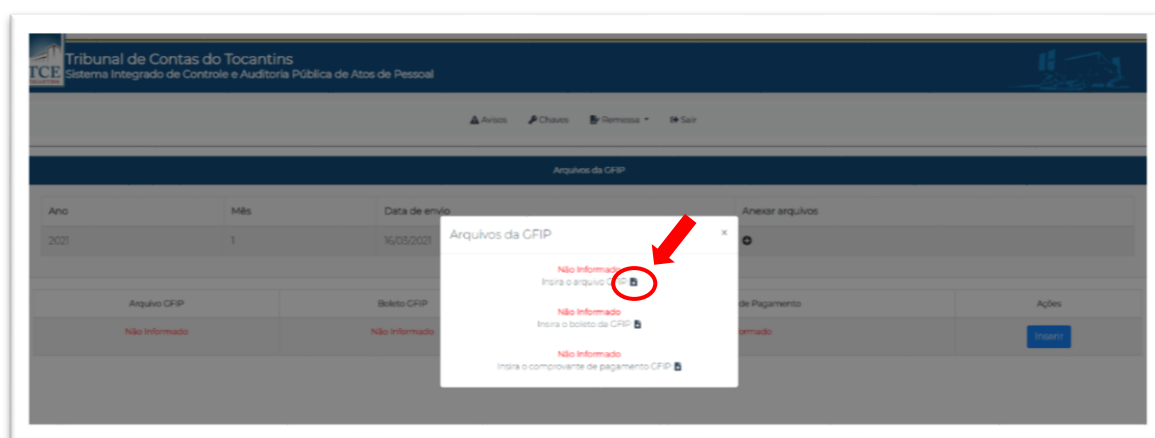 Tribunal de Contas do Tocantins
TCE Sistema Integrado de Controle e Auditoria Pública de Atos de Pessoal
Avisos Chaves Remessa Sair
Arquivos da GFIP
Ano Mês Data de envio Anexar arquivos
2021 1 16/03/2021
Arquivos da GFIP ×
Não Informado
Insira o arquivo GFIP
Não Informado
Insira o boleto da GFIP
Não Informado
Insira o comprovante de pagamento GFIP
Arquivo GFIP Boleto GFIP de Pagamento Ações
Não Informado Não Informado ormado Inserir